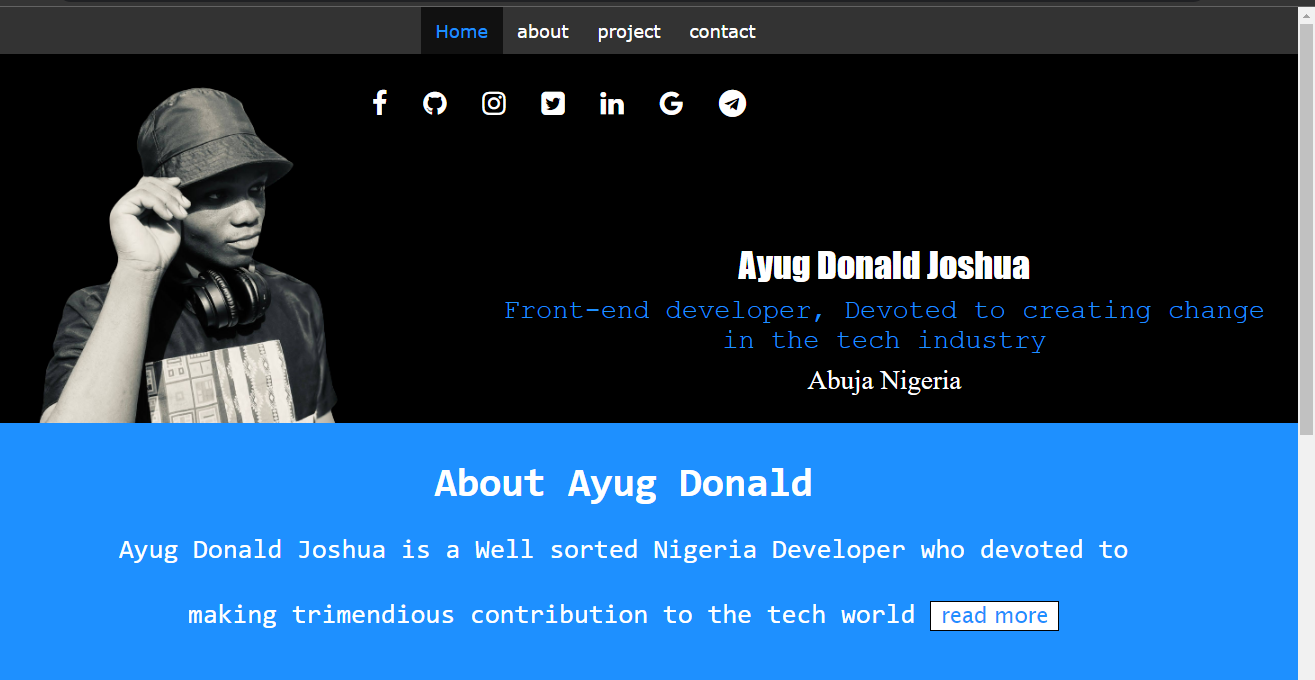 Home about project contact
Ayug Donald Joshua
Front-end developer, Devoted to creating change
in the tech industry
Abuja Nigeria
About Ayug Donald
Ayug Donald Joshua is a Well sorted Nigeria Developer who devoted to
making trimendious contribution to the tech world read more